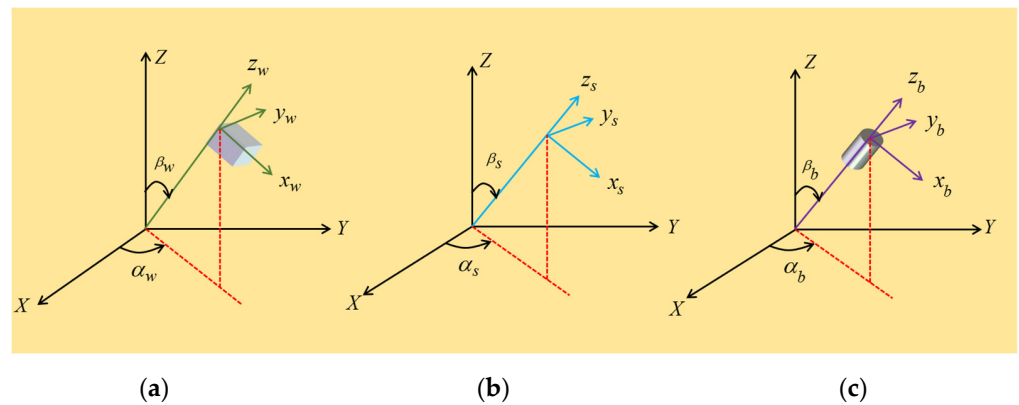 Z
z_w
y_w
β_w
x_w
Y
α_w
X
(a)
Z
z_s
y_s
β_s
x_s
Y
α_s
X
(b)
Z
z_b
y_b
β_b
x_b
Y
α_b
X
(c)